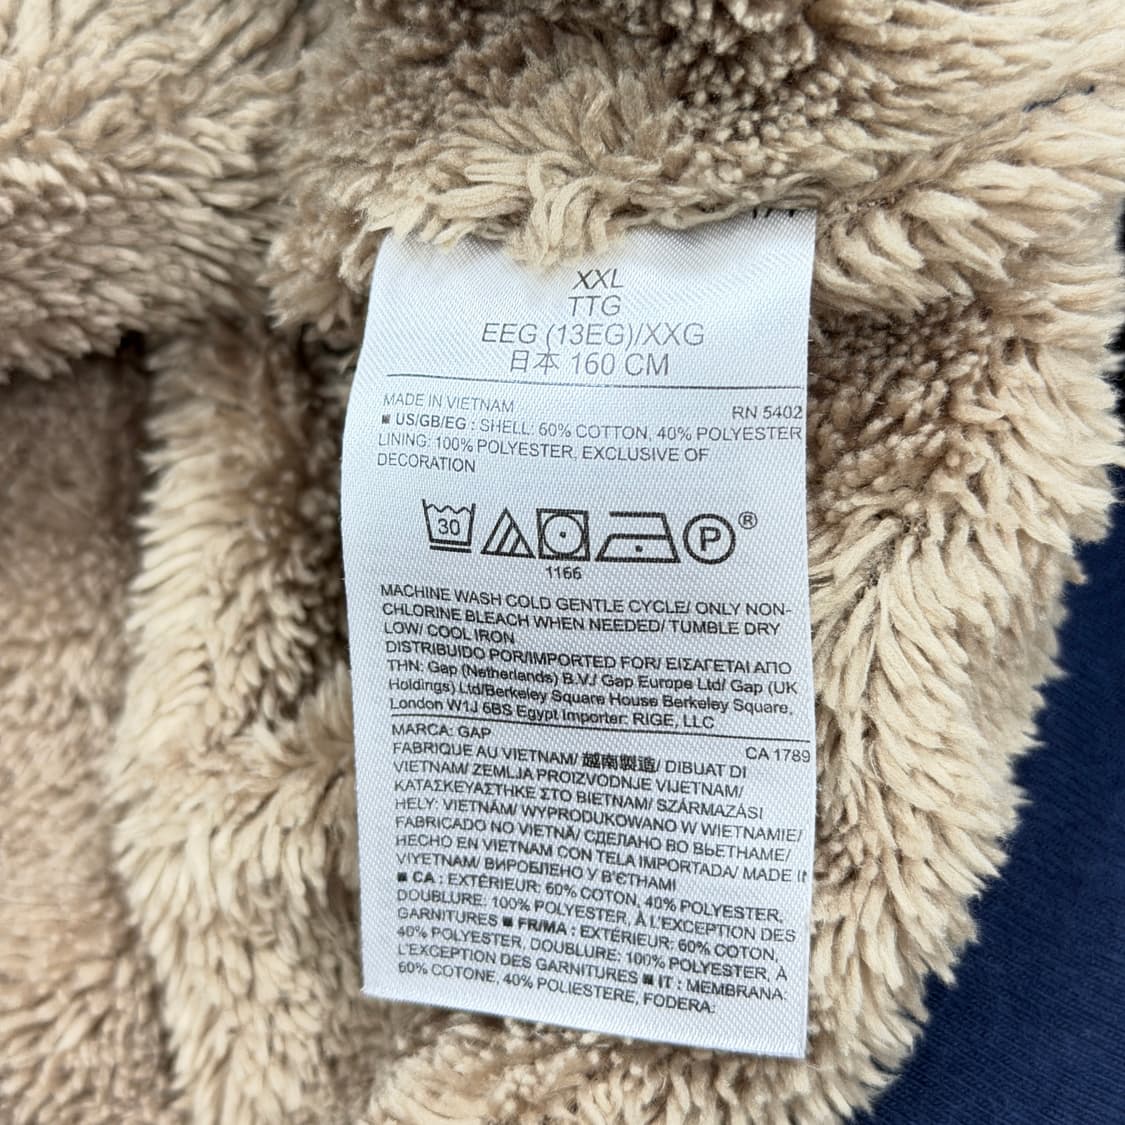 XXL
TTG
EEG (13EG)/XXG
日本 160 CM
MADE IN VIETNAM RN 5402
■ US/GB/EG : SHELL: 60% COTTON, 40% POLYESTER
LINING: 100% POLYESTER, EXCLUSIVE OF
DECORATION
30 P ®
1166
MACHINE WASH COLD GENTLE CYCLE/ ONLY NON-
CHLORINE BLEACH WHEN NEEDED/ TUMBLE DRY
LOW/ COOL IRON
DISTRIBUIDO POR/IMPORTED FOR/ ΕΙΣΑΓΕΤΑΙ ΑΠΟ
THN: Gap (Netherlands) B.V./ Gap Europe Ltd/ Gap (UK
Holdings) Ltd/Berkeley Square House Berkeley Square,
London W1J 6BS Egypt Importer: RIGE, LLC
MARCA: GAP CA 1789
FABRIQUE AU VIETNAM/ 越南製造/ DIBUAT DI
VIETNAM/ ZEMLJA PROIZVODNJE VIJETNAM/
ΚΑΤΑΣΚΕΥΑΣΤΗΚΕ ΣΤΟ ΒΙΕΤΝΑΜ/ SZÁRMAZÁSI
HELY: VIETNÁM/ WYPRODUKOWANO W WIETNAMIE/
FABRICADO NO VIETNÃ/ СДЕЛАНО ВО ВЬЕТНАМЕ/
HECHO EN VIETNAM CON TELA IMPORTADA/ MADE
VIYETNAM/ ВИРОБЛЕНО У В'ЄТНАМІ
■ CA : EXTÉRIEUR: 60% COTON, 40% POLYESTER,
DOUBLURE: 100% POLYESTER, À L'EXCEPTION DES
GARNITURES ■ FR/MA : EXTÉRIEUR: 60% COTON,
40% POLYESTER, DOUBLURE: 100% POLYESTER, À
L'EXCEPTION DES GARNITURES ■ IT : MEMBRANA:
60% COTONE, 40% POLIESTERE, FODERA: